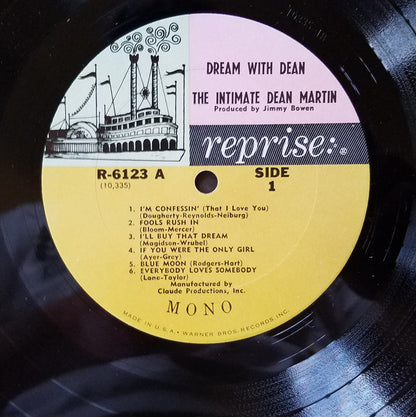 DREAM WITH DEAN
THE INTIMATE DEAN MARTIN
Produced by Jimmy Bowen
reprise:®
R-6123 A
(10,335)
SIDE
1
1. I'M CONFESSIN' (That I Love You)
(Dougherty-Reynolds-Neiburg)
2. FOOLS RUSH IN
(Bloom-Mercer)
3. I'LL BUY THAT DREAM
(Magidson-Wrubel)
4. IF YOU WERE THE ONLY GIRL
(Ayer-Grey)
5. BLUE MOON (Rodgers-Hart)
6. EVERYBODY LOVES SOMEBODY
(Lane-Taylor)
Manufactured by
Claude Productions, Inc.
MONO
MADE IN U.S.A. • WARNER BROS. RECORDS, INC.